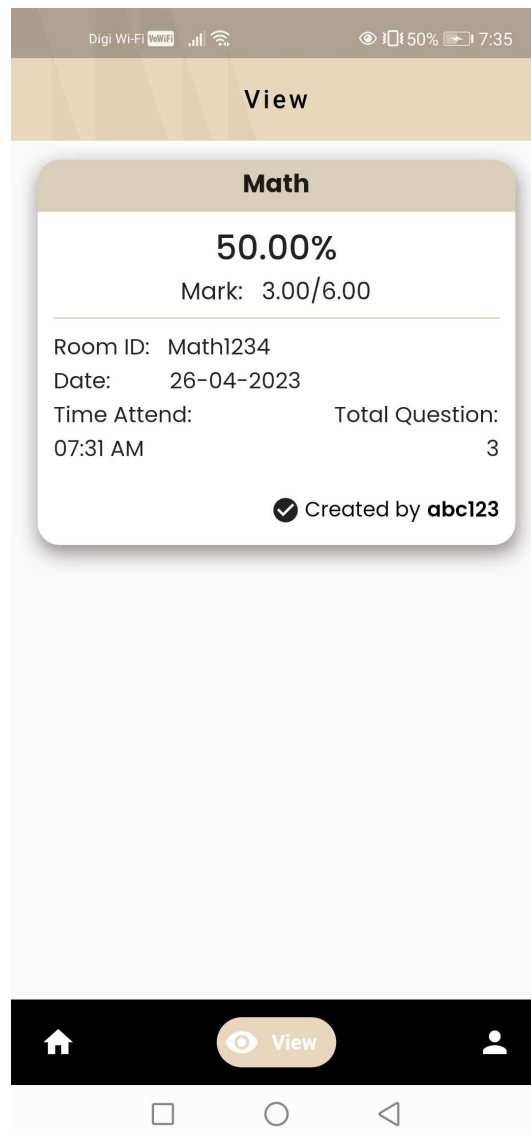 Digi Wi-Fi VoWiFi 50% 7:35
View
Math
50.00%
Mark: 3.00/6.00
Room ID: Math1234
Date: 26-04-2023
Time Attend: Total Question:
07:31 AM 3
Created by abc123
View